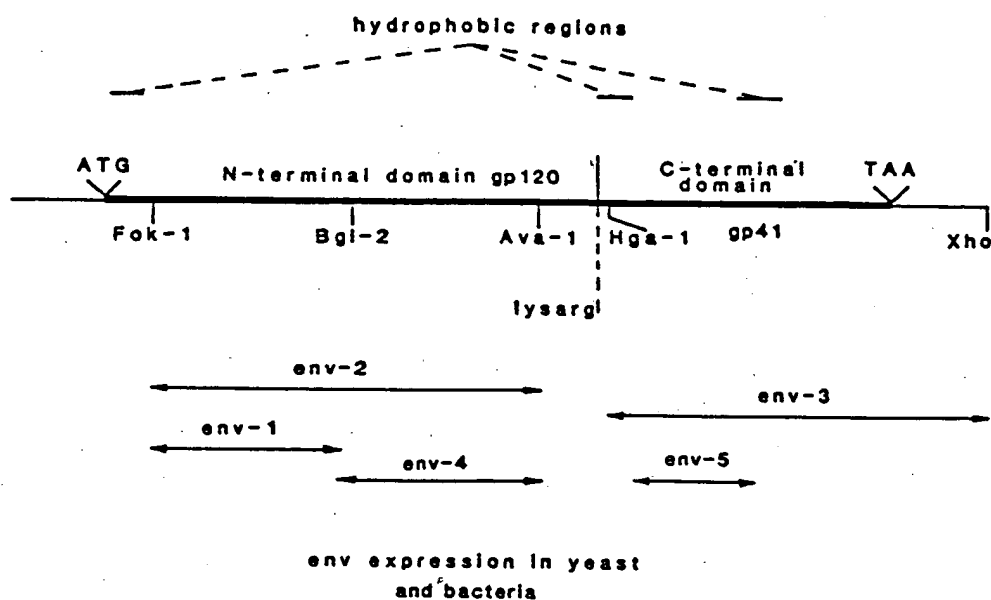 hydrophobic regions
ATG
N-terminal domain gp120
C-terminal
domain
TAA
Fok-1
Bgl-2
Ava-1
Hga-1
gp41
Xho
lysarg
env-2
env-3
env-1
env-4
env-5
env expression in yeast
and bacteria